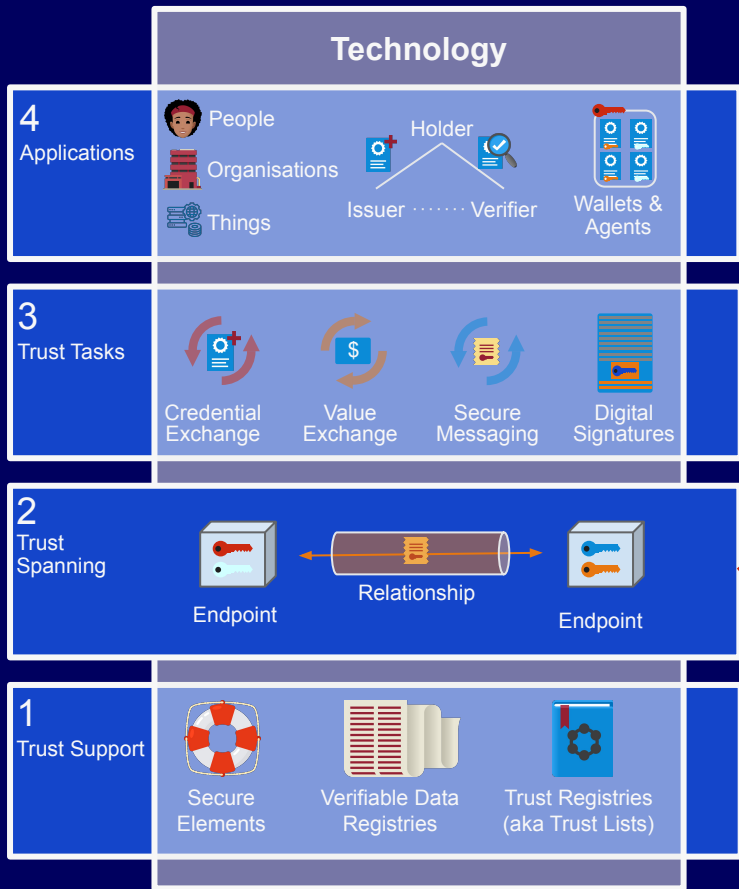 Technology
4
Applications
People
Organisations
Things
Holder
Issuer ······· Verifier
Wallets &
Agents
3
Trust Tasks
$
Credential
Exchange
Value
Exchange
Secure
Messaging
Digital
Signatures
2
Trust
Spanning
Endpoint
Relationship
Endpoint
1
Trust Support
Secure
Elements
Verifiable Data
Registries
Trust Registries
(aka Trust Lists)